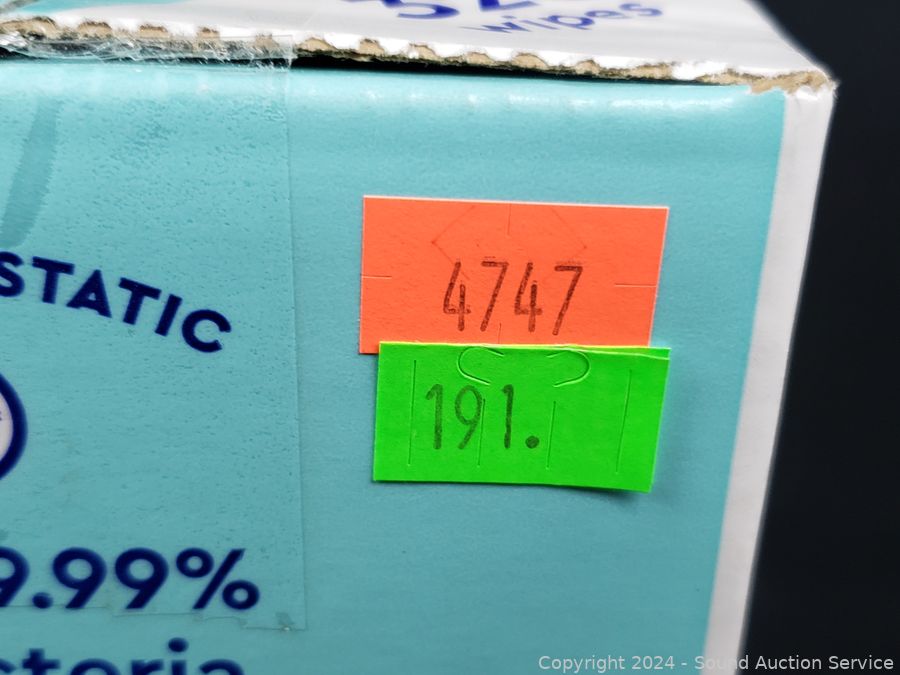 wipes
STATIC
4747
191.
9.99%
Copyright © 2024 - Sound Auction Service